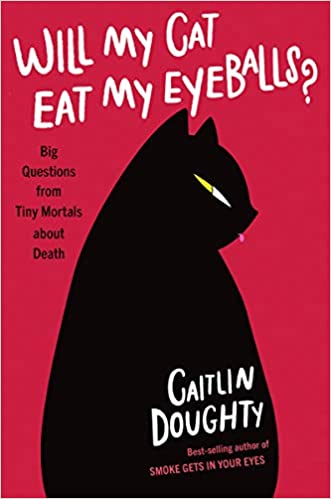 WILL MY CAT
EAT MY EYEBALLS?
Big
Questions
from
Tiny Mortals
about
Death
CAITLIN
DOUGHTY
Best-selling author of
SMOKE GETS IN YOUR EYES